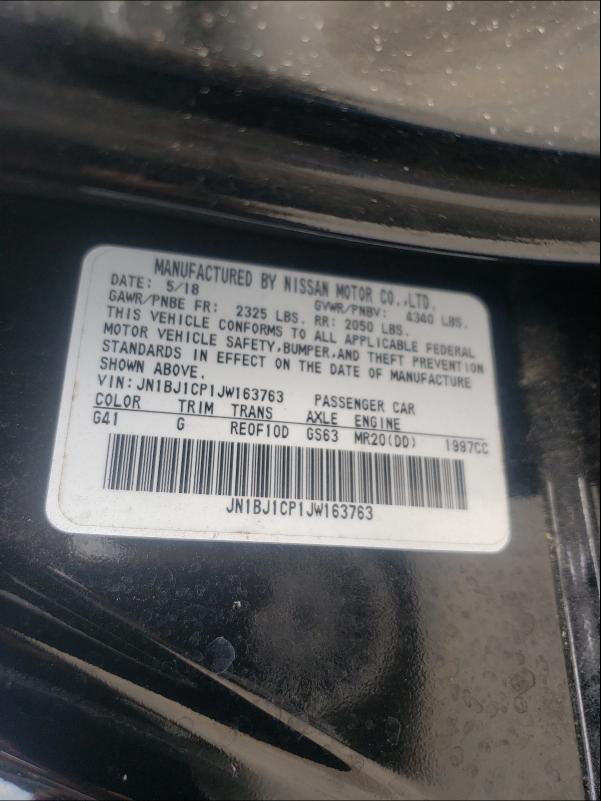 MANUFACTURED BY NISSAN MOTOR CO.,LTD.
DATE: 5/18 GVWR/PNBV: 4340 LBS.
GAWR/PNBE FR: 2325 LBS. RR: 2050 LBS.
THIS VEHICLE CONFORMS TO ALL APPLICABLE FEDERAL
MOTOR VEHICLE SAFETY,BUMPER,AND THEFT PREVENTION
STANDARDS IN EFFECT ON THE DATE OF MANUFACTURE
SHOWN ABOVE.
VIN: JN1BJ1CP1JW163763 PASSENGER CAR
COLOR TRIM TRANS AXLE ENGINE
G41 G RE0F10D GS63 MR20(DD) 1997CC
JN1BJ1CP1JW163763